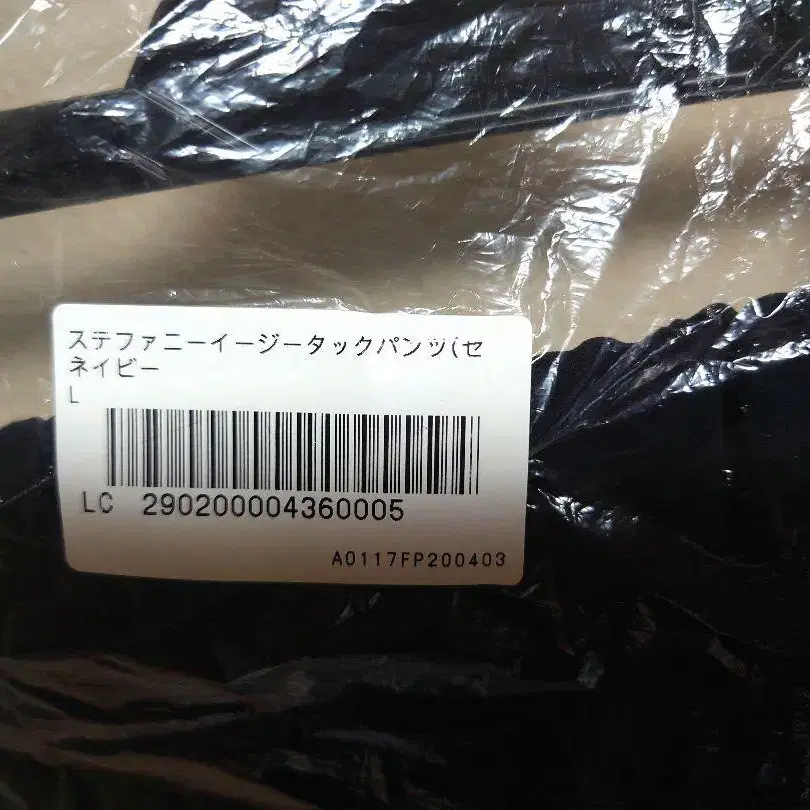 ステファニーイージータックパンツ(セ
ネイビー
L
LC 290200004360005
A0117FP200403